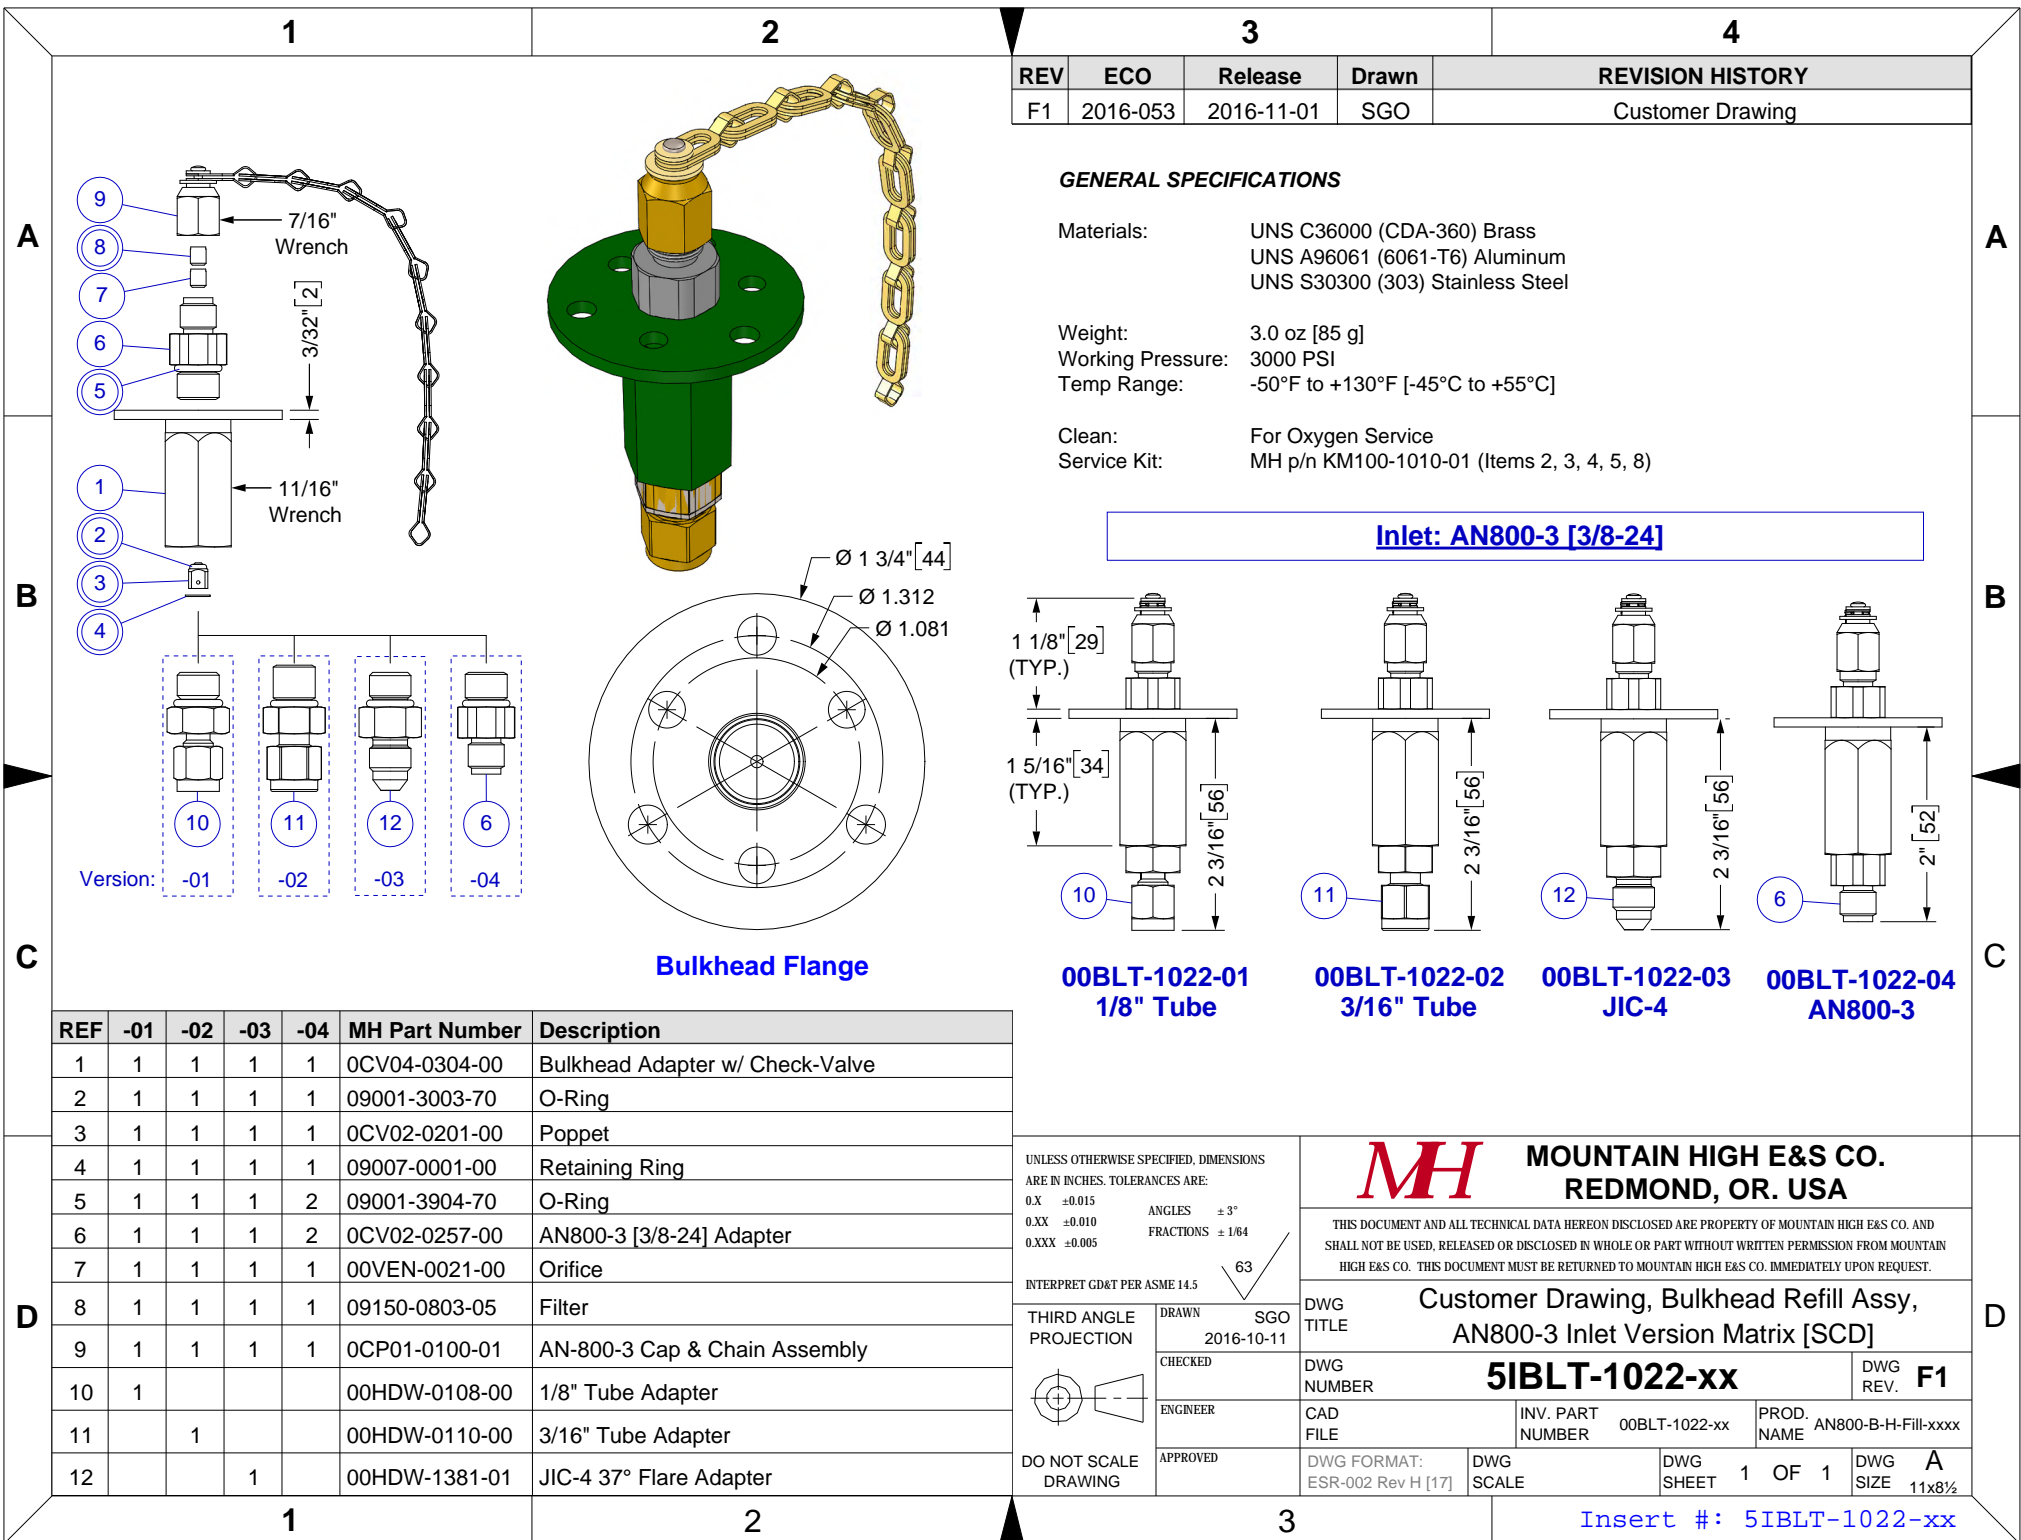 1 2 3 4
REV ECO Release Drawn REVISION HISTORY
F1 2016-053 2016-11-01 SGO Customer Drawing
A
A
GENERAL SPECIFICATIONS
Materials: UNS C36000 (CDA-360) Brass
UNS A96061 (6061-T6) Aluminum
UNS S30300 (303) Stainless Steel
Weight: 3.0 oz [85 g]
Working Pressure: 3000 PSI
Temp Range: -50°F to +130°F [-45°C to +55°C]
Clean: For Oxygen Service
Service Kit: MH p/n KM100-1010-01 (Items 2, 3, 4, 5, 8)
9
8
7
6
5
7/16"
Wrench
3/32" [2]
1
2
3
4
11/16"
Wrench
B
B
10 11 12 6
Version: -01 -02 -03 -04
Ø 1 3/4" [44]
Ø 1.312
Ø 1.081
Bulkhead Flange
Inlet: AN800-3 [3/8-24]
1 1/8" [29]
(TYP.)
1 5/16" [34]
(TYP.)
2 3/16" [56]
2 3/16" [56]
2 3/16" [56]
2" [52]
10 11 12 6
00BLT-1022-01
1/8" Tube
00BLT-1022-02
3/16" Tube
00BLT-1022-03
JIC-4
00BLT-1022-04
AN800-3
C
C
REF -01 -02 -03 -04 MH Part Number Description
1 1 1 1 1 0CV04-0304-00 Bulkhead Adapter w/ Check-Valve
2 1 1 1 1 09001-3003-70 O-Ring
3 1 1 1 1 0CV02-0201-00 Poppet
4 1 1 1 1 09007-0001-00 Retaining Ring
5 1 1 1 2 09001-3904-70 O-Ring
6 1 1 1 2 0CV02-0257-00 AN800-3 [3/8-24] Adapter
7 1 1 1 1 00VEN-0021-00 Orifice
8 1 1 1 1 09150-0803-05 Filter
9 1 1 1 1 0CP01-0100-01 AN-800-3 Cap & Chain Assembly
10 1 00HDW-0108-00 1/8" Tube Adapter
11 1 00HDW-0110-00 3/16" Tube Adapter
12 1 00HDW-1381-01 JIC-4 37° Flare Adapter
D
D
UNLESS OTHERWISE SPECIFIED, DIMENSIONS
ARE IN INCHES. TOLERANCES ARE:
0.X ±0.015
0.XX ±0.010
0.XXX ±0.005
ANGLES ± 3°
FRACTIONS ± 1/64
63
INTERPRET GD&T PER ASME 14.5
MH
MOUNTAIN HIGH E&S CO.
REDMOND, OR. USA
THIS DOCUMENT AND ALL TECHNICAL DATA HEREON DISCLOSED ARE PROPERTY OF MOUNTAIN HIGH E&S CO. AND
SHALL NOT BE USED, RELEASED OR DISCLOSED IN WHOLE OR PART WITHOUT WRITTEN PERMISSION FROM MOUNTAIN
HIGH E&S CO. THIS DOCUMENT MUST BE RETURNED TO MOUNTAIN HIGH E&S CO. IMMEDIATELY UPON REQUEST.
THIRD ANGLE
PROJECTION
DO NOT SCALE
DRAWING
DRAWN SGO
2016-10-11
CHECKED
ENGINEER
APPROVED
DWG
TITLE
Customer Drawing, Bulkhead Refill Assy,
AN800-3 Inlet Version Matrix [SCD]
DWG
NUMBER
5IBLT-1022-xx
DWG
REV. F1
CAD
FILE
INV. PART
NUMBER 00BLT-1022-xx
PROD.
NAME AN800-B-H-Fill-xxxx
DWG FORMAT:
ESR-002 Rev H [17]
DWG
SCALE
DWG
SHEET 1 OF 1
DWG
SIZE A
11x8½
1 2 3
Insert #: 5IBLT-1022-xx